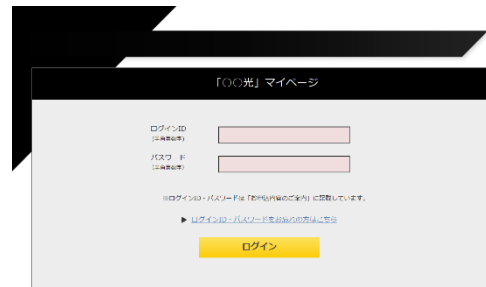 「○○光」マイページ
ログインID
(半角英数字)
パスワード
(半角英数字)
※ログインID・パスワードは「お申込内容のご案内」に記載しています。
▶ ログインID・パスワードをお忘れの方はこちら
ログイン